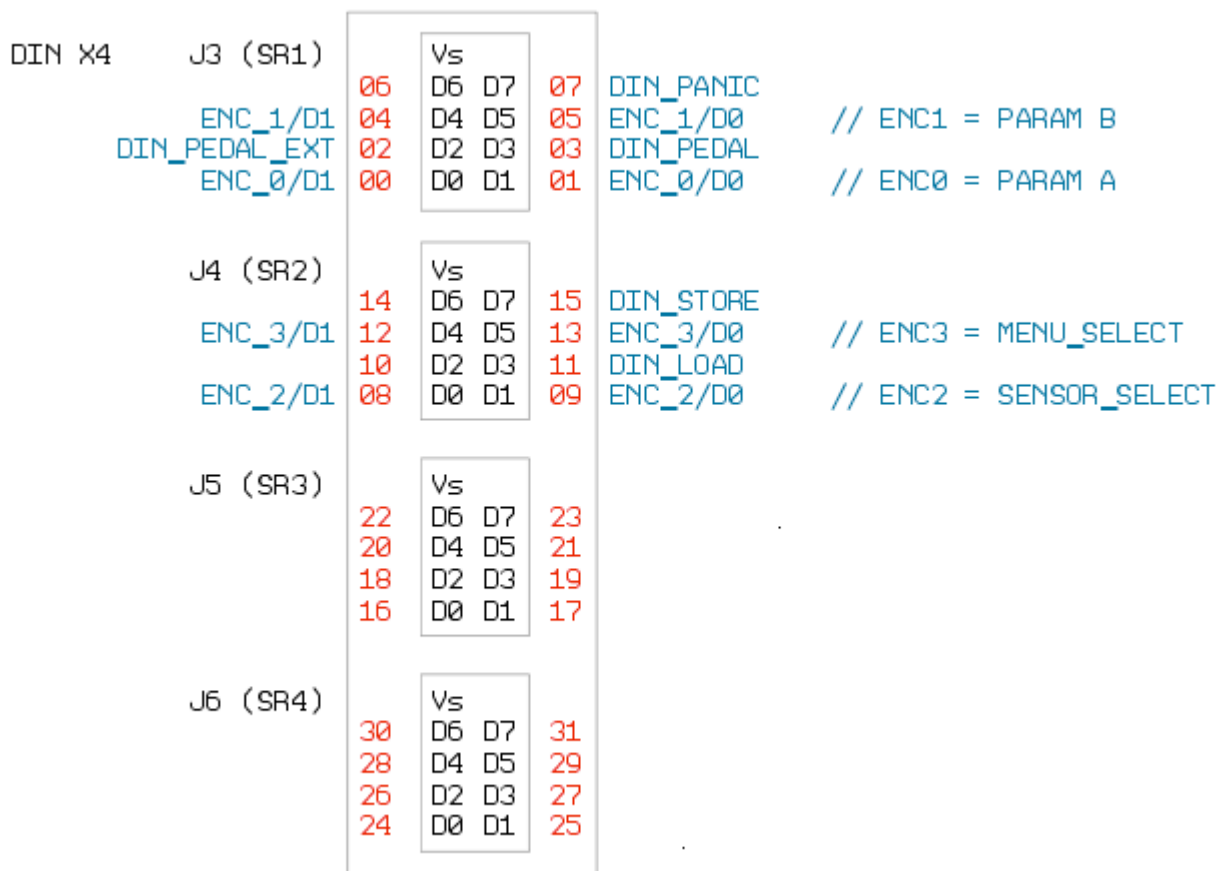 DIN X4 J3 (SR1) Vs
06 D6 D7 07 DIN_PANIC
ENC_1/D1 04 D4 D5 05 ENC_1/D0 // ENC1 = PARAM B
DIN_PEDAL_EXT 02 D2 D3 03 DIN_PEDAL
ENC_0/D1 00 D0 D1 01 ENC_0/D0 // ENC0 = PARAM A
J4 (SR2) Vs
14 D6 D7 15 DIN_STORE
ENC_3/D1 12 D4 D5 13 ENC_3/D0 // ENC3 = MENU_SELECT
10 D2 D3 11 DIN_LOAD
ENC_2/D1 08 D0 D1 09 ENC_2/D0 // ENC2 = SENSOR_SELECT
J5 (SR3) Vs
22 D6 D7 23
20 D4 D5 21
18 D2 D3 19
16 D0 D1 17
J6 (SR4) Vs
30 D6 D7 31
28 D4 D5 29
26 D2 D3 27
24 D0 D1 25